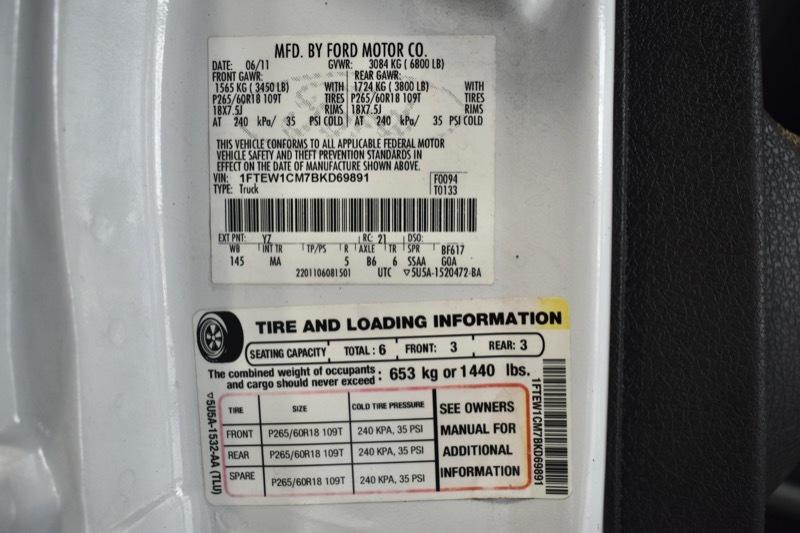 MFD. BY FORD MOTOR CO.
DATE: 06/11 GVWR: 3084 KG ( 6800 LB)
FRONT GAWR: REAR GAWR:
1565 KG ( 3450 LB) WITH 1724 KG ( 3800 LB) WITH
P265/60R18 109T TIRES P265/60R18 109T TIRES
18X7.5J RIMS 18X7.5J RIMS
AT 240 kPa/ 35 PSI COLD AT 240 kPa/ 35 PSI COLD
THIS VEHICLE CONFORMS TO ALL APPLICABLE FEDERAL MOTOR
VEHICLE SAFETY AND THEFT PREVENTION STANDARDS IN
EFFECT ON THE DATE OF MANUFACTURE SHOWN ABOVE.
VIN: 1FTEW1CM7BKD69891 F0094
TYPE: Truck T0133
EXT PNT: YZ RC: 21 DSO:
WB INT TR TP/PS R AXLE TR SPR BF617
145 MA 5 B6 6 SSAA GOA
2201106081501 UTC ▽5U5A-1520472-BA
TIRE AND LOADING INFORMATION
SEATING CAPACITY TOTAL: 6 FRONT: 3 REAR: 3
The combined weight of occupants and cargo should never exceed : 653 kg or 1440 lbs.
TIRE SIZE COLD TIRE PRESSURE
FRONT P265/60R18 109T 240 KPA, 35 PSI
REAR P265/60R18 109T 240 KPA, 35 PSI
SPARE P265/60R18 109T 240 KPA, 35 PSI
SEE OWNERS
MANUAL FOR
ADDITIONAL
INFORMATION
▽5U5A-1532-AA (TLU)
1FTEW1CM7BKD69891